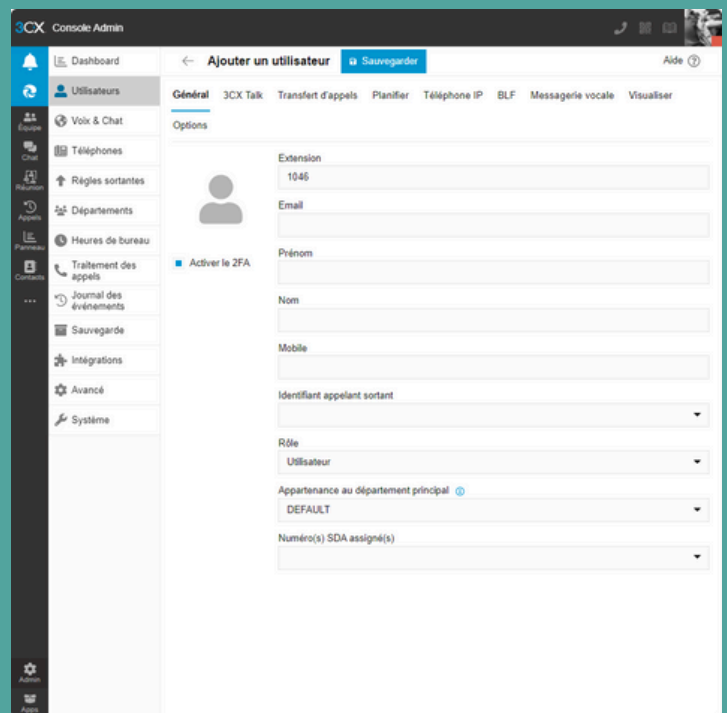 3CX Console Admin
Dashboard
Utilisateurs
Voix & Chat
Téléphones
Règles sortantes
Départements
Heures de bureau
Traitement des
appels
Journal des
événements
Sauvegarde
Intégrations
Avancé
Système
Équipe
Chat
Réunion
Appels
Panneau
Contacts
Admin
Apps
← Ajouter un utilisateur
Sauvegarder
Aide
Général 3CX Talk Transfert d'appels Planifier Téléphone IP BLF Messagerie vocale Visualiser
Options
Activer le 2FA
Extension
1046
Email
Prénom
Nom
Mobile
Identifiant appelant sortant
Rôle
Utilisateur
Appartenance au département principal
DEFAULT
Numéro(s) SDA assigné(s)